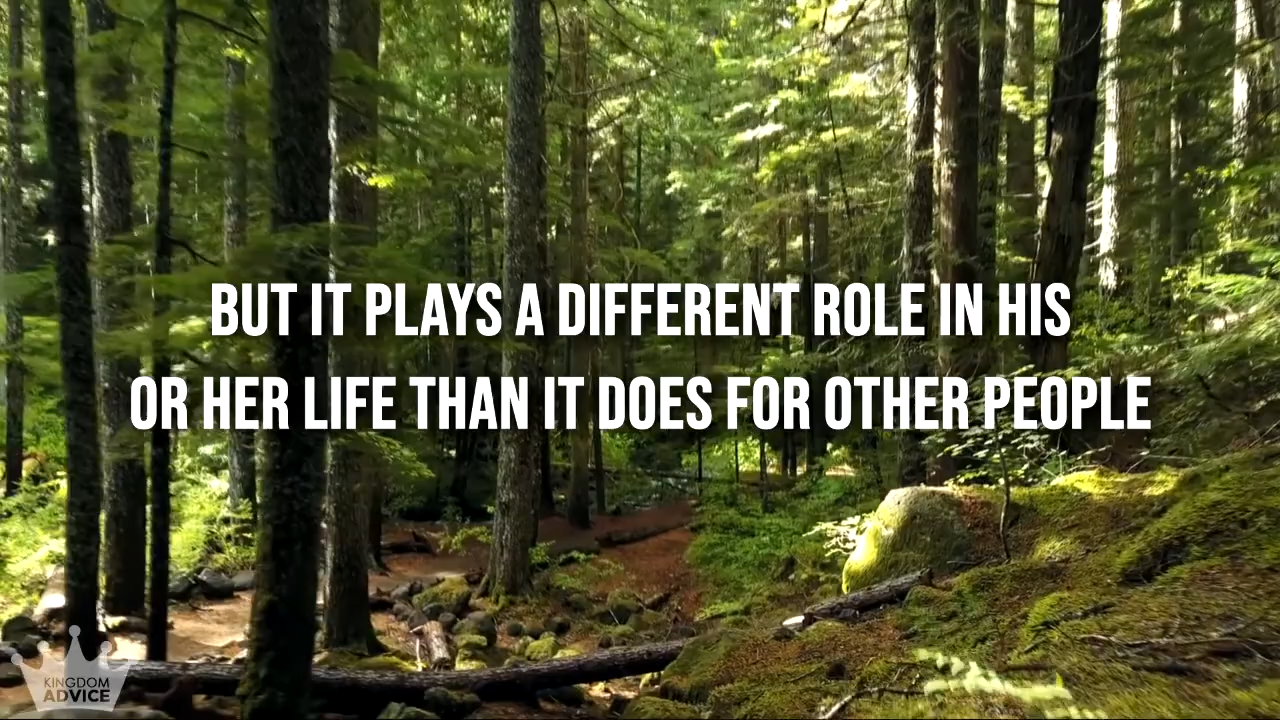 BUT IT PLAYS A DIFFERENT ROLE IN HIS
OR HER LIFE THAN IT DOES FOR OTHER PEOPLE
KINGDOM
ADVICE